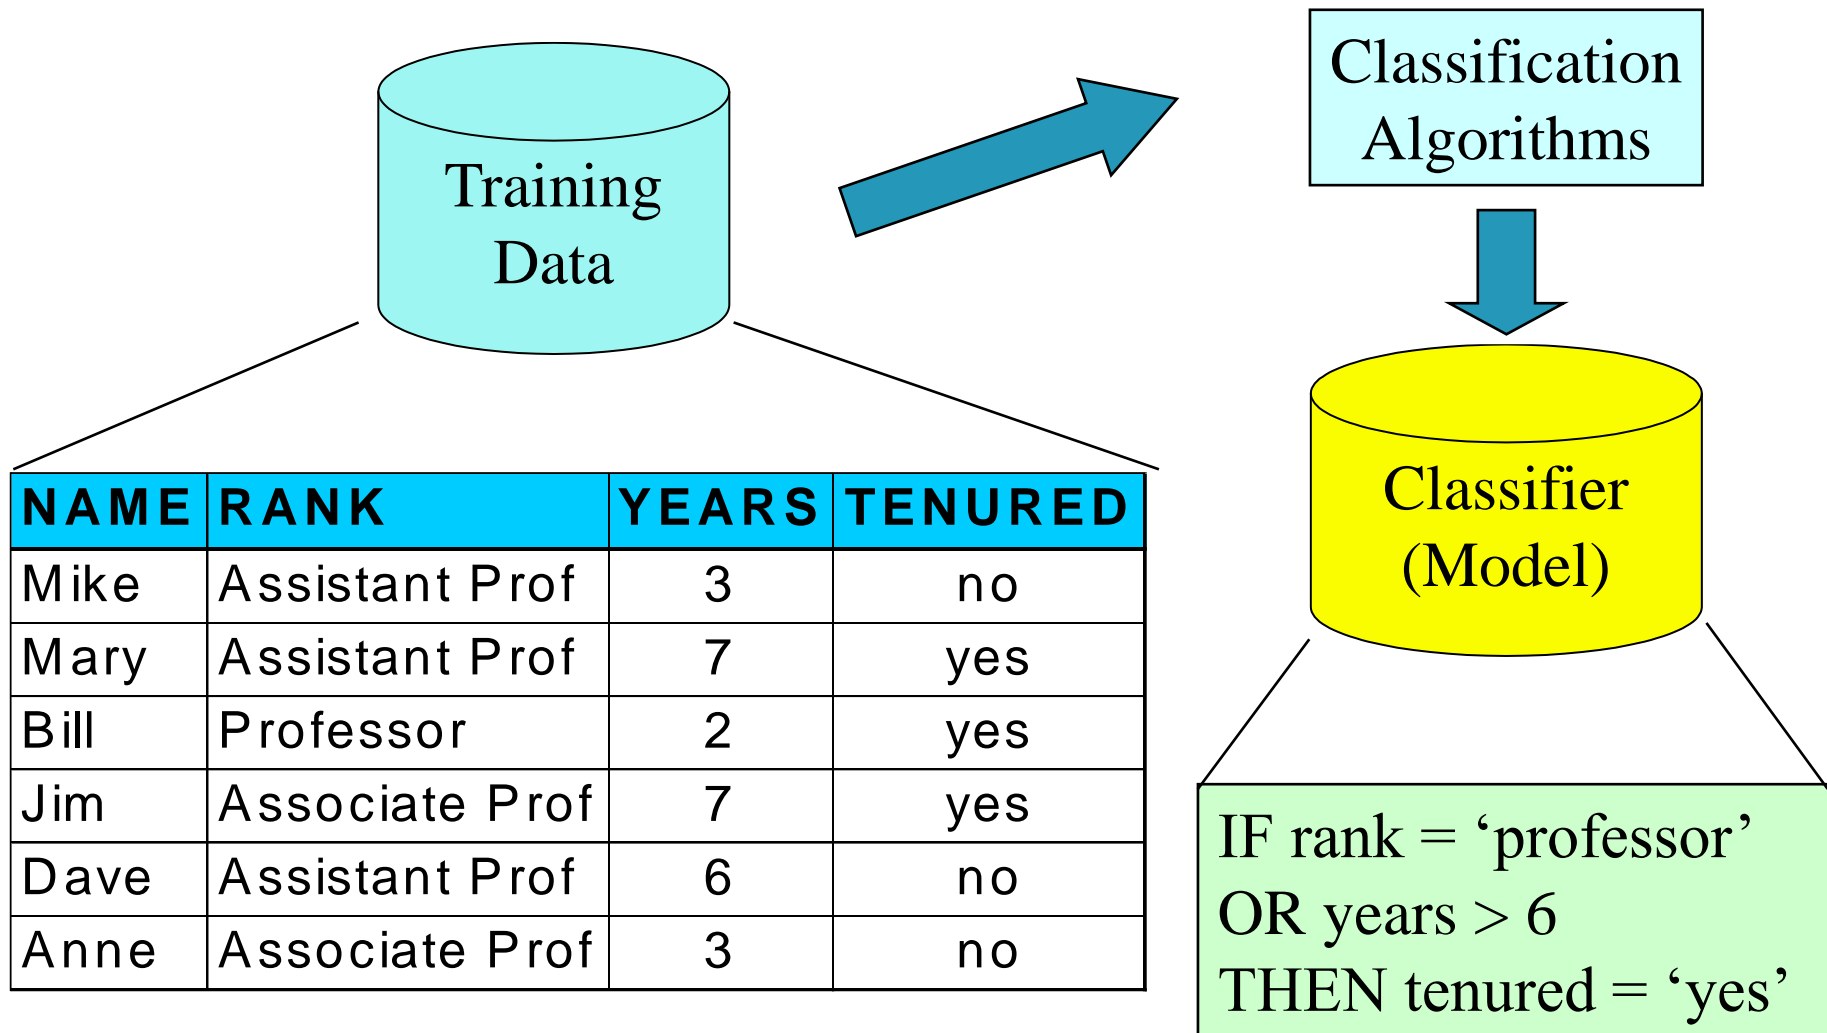 Training
Data
Classification
Algorithms
NAME RANK YEARS TENURED
Mike Assistant Prof 3 no
Mary Assistant Prof 7 yes
Bill Professor 2 yes
Jim Associate Prof 7 yes
Dave Assistant Prof 6 no
Anne Associate Prof 3 no
Classifier
(Model)
IF rank = ‘professor’
OR years > 6
THEN tenured = ‘yes’